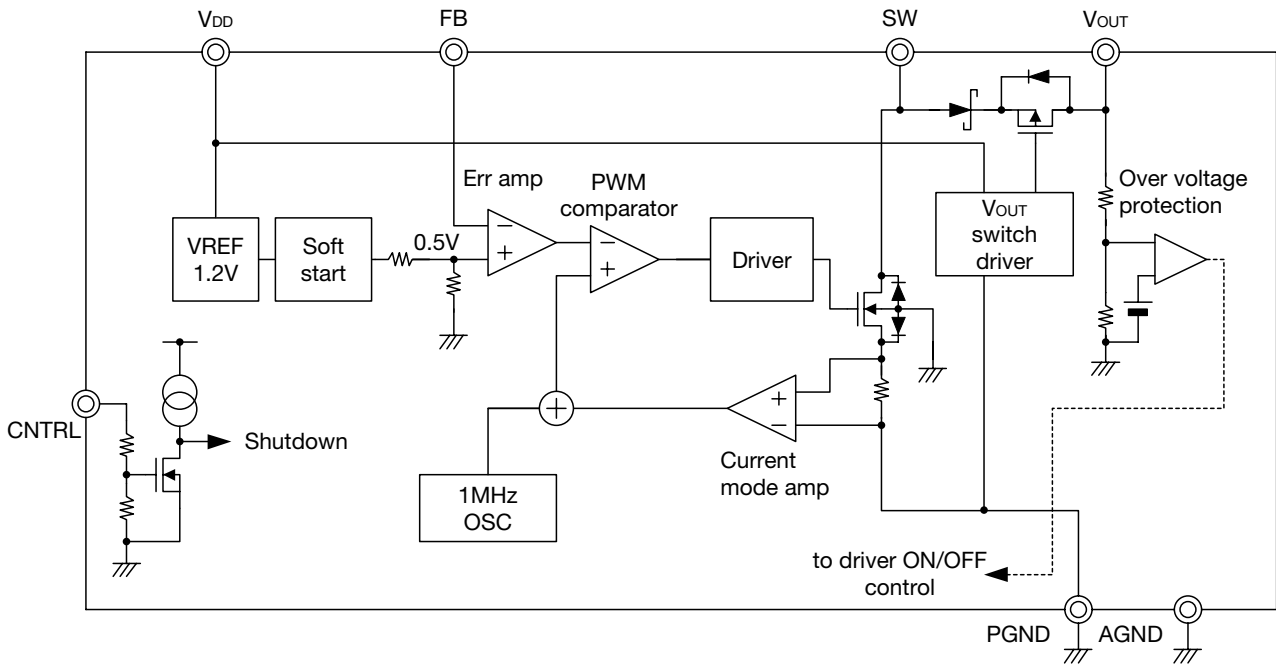 VDD
FB
SW
VOUT
Err amp
PWM
comparator
Over voltage
protection
VREF
1.2V
Soft
start
0.5V
−
+
−
+
Driver
VOUT
switch
driver
CNTRL
Shutdown
+
+
−
Current
mode amp
1MHz
OSC
to driver ON/OFF
control
PGND
AGND